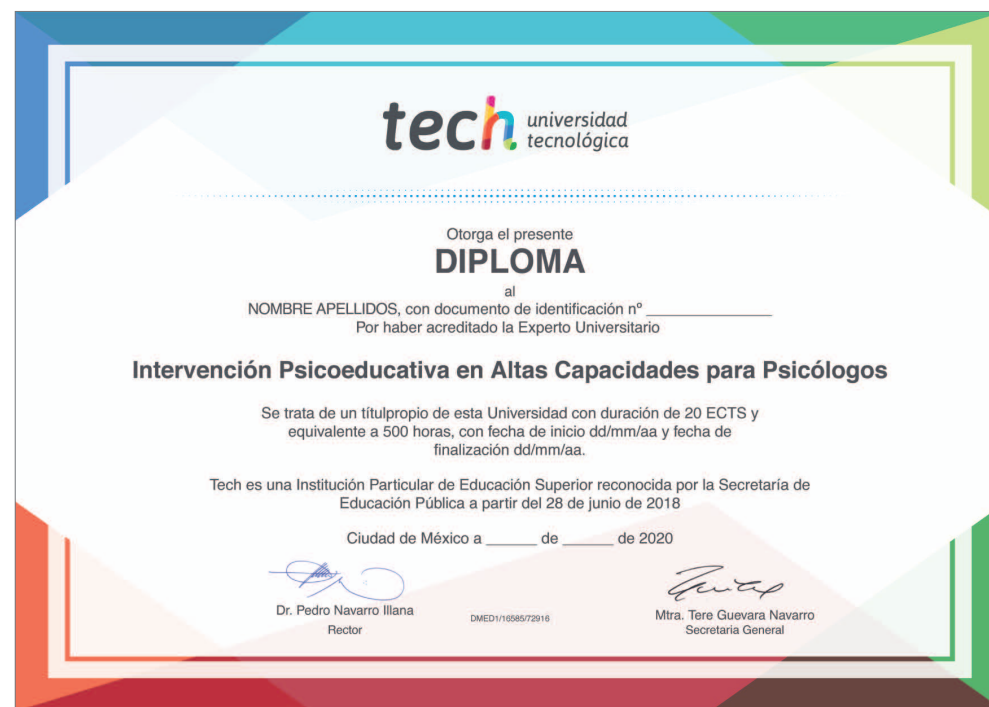 tech universidad
tecnológica
Otorga el presente
DIPLOMA
al
NOMBRE APELLIDOS, con documento de identificación nº _______________
Por haber acreditado la Experto Universitario
Intervención Psicoeducativa en Altas Capacidades para Psicólogos
Se trata de un títulpropio de esta Universidad con duración de 20 ECTS y
equivalente a 500 horas, con fecha de inicio dd/mm/aa y fecha de
finalización dd/mm/aa.
Tech es una Institución Particular de Educación Superior reconocida por la Secretaría de
Educación Pública a partir del 28 de junio de 2018
Ciudad de México a ______ de ______ de 2020
Dr. Pedro Navarro Illana
Rector
DMED1/16585/72916
Mtra. Tere Guevara Navarro
Secretaria General